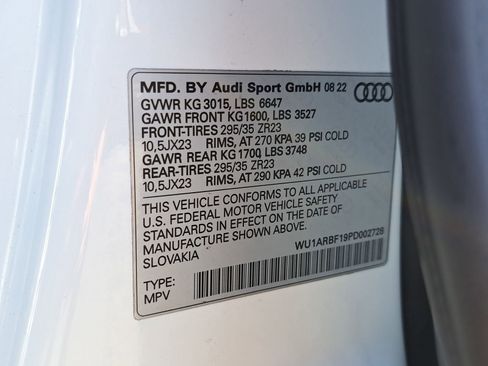 MFD. BY Audi Sport GmbH 08 22
GVWR KG 3015, LBS 6647
GAWR FRONT KG1600, LBS 3527
FRONT-TIRES 295/35 ZR23
10,5JX23 RIMS, AT 270 KPA 39 PSI COLD
GAWR REAR KG1700, LBS 3748
REAR-TIRES 295/35 ZR23
10,5JX23 RIMS, AT 290 KPA 42 PSI COLD
THIS VEHICLE CONFORMS TO ALL APPLICABLE
U.S. FEDERAL MOTOR VEHICLE SAFETY
STANDARDS IN EFFECT ON THE DATE OF
MANUFACTURE SHOWN ABOVE.
SLOVAKIA
WU1ARBF19PD002728
TYPE:
MPV